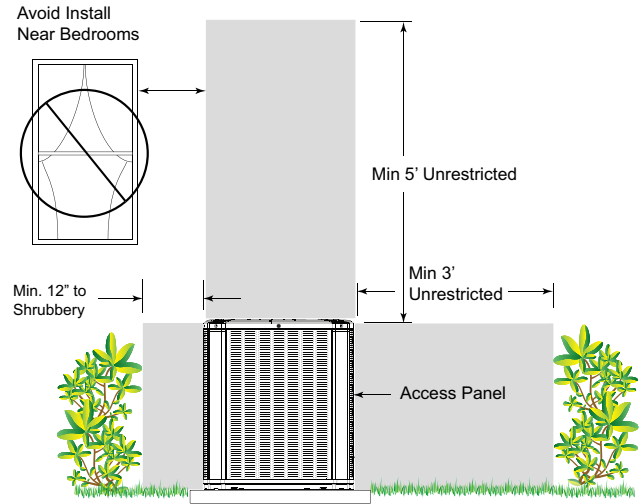 Avoid Install
Near Bedrooms
Min 5’ Unrestricted
Min 3’
Unrestricted
Min. 12” to
Shrubbery
Access Panel